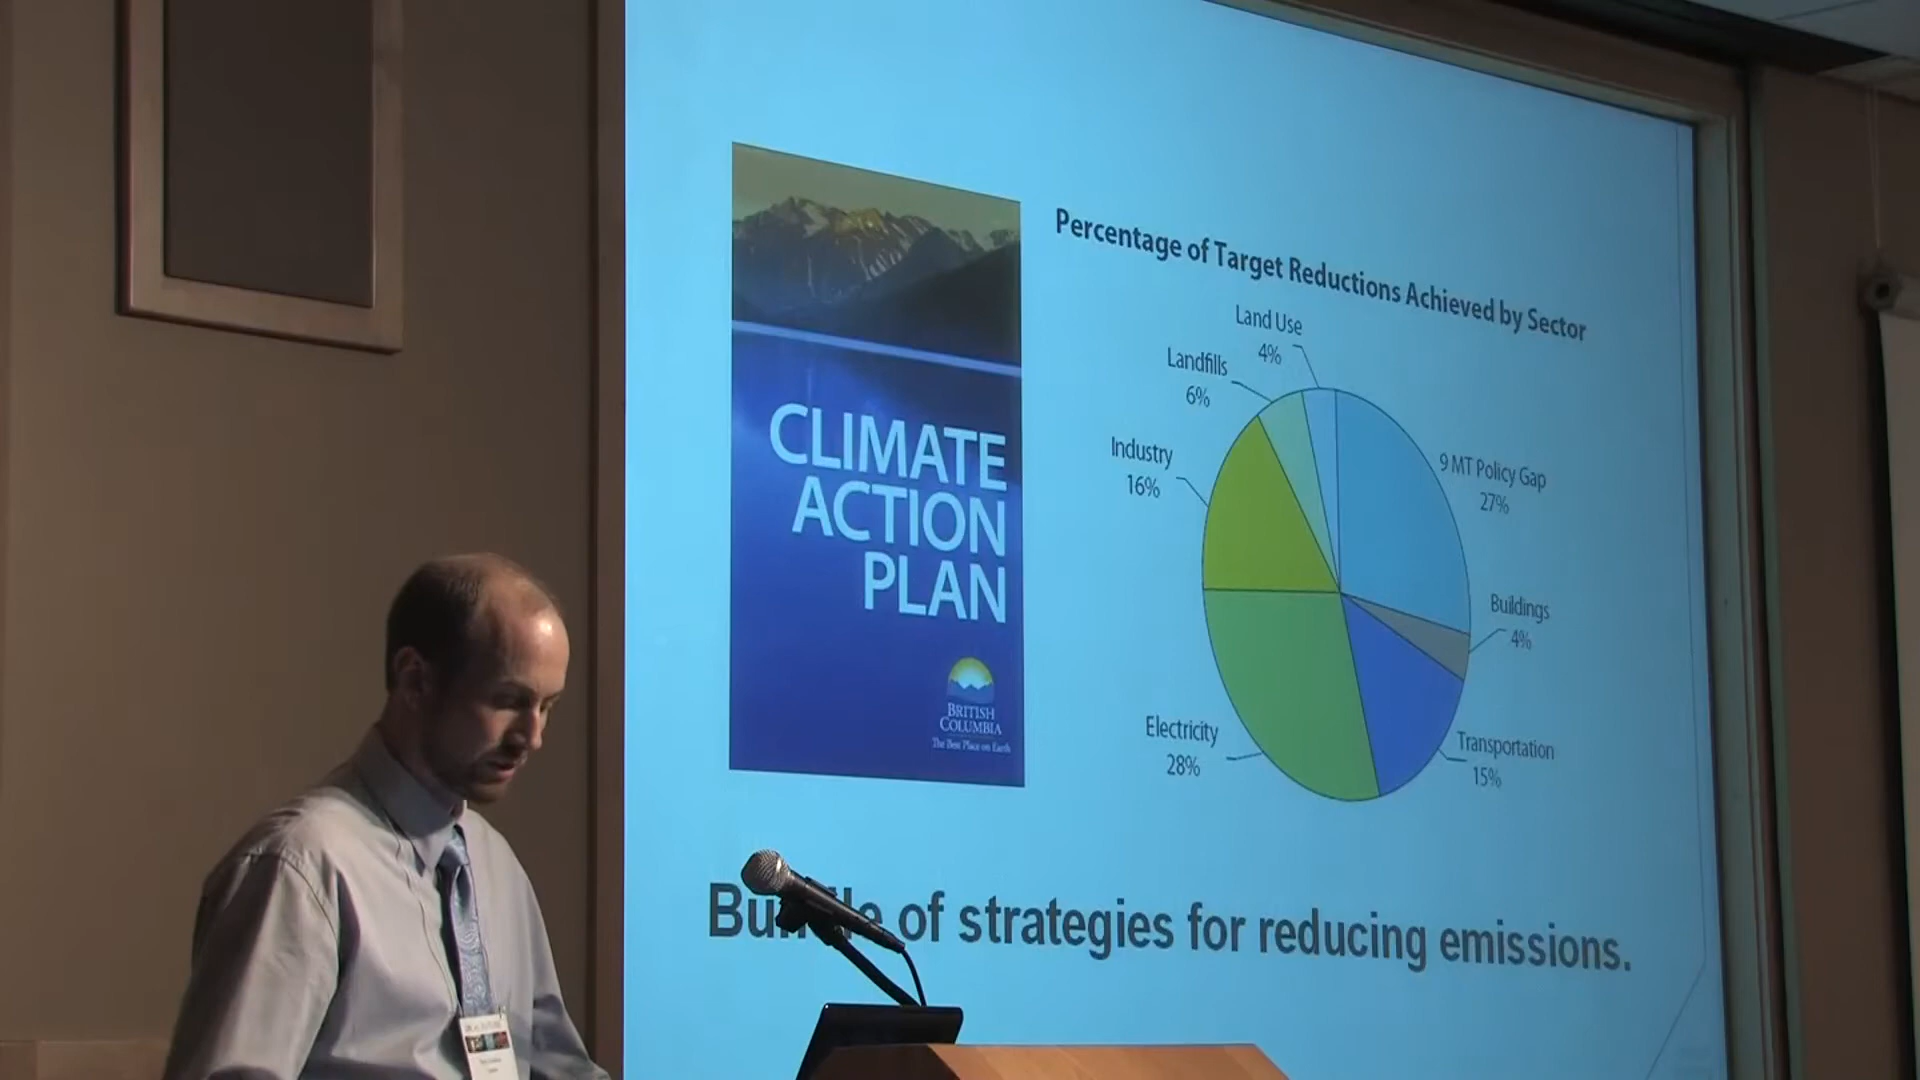 CLIMATE
ACTION
PLAN
BRITISH
COLUMBIA
The Best Place on Earth
Percentage of Target Reductions Achieved by Sector
Land Use
4%
Landfills
6%
Industry
16%
9 MT Policy Gap
27%
Buildings
4%
Transportation
15%
Electricity
28%
of strategies for reducing emissions.